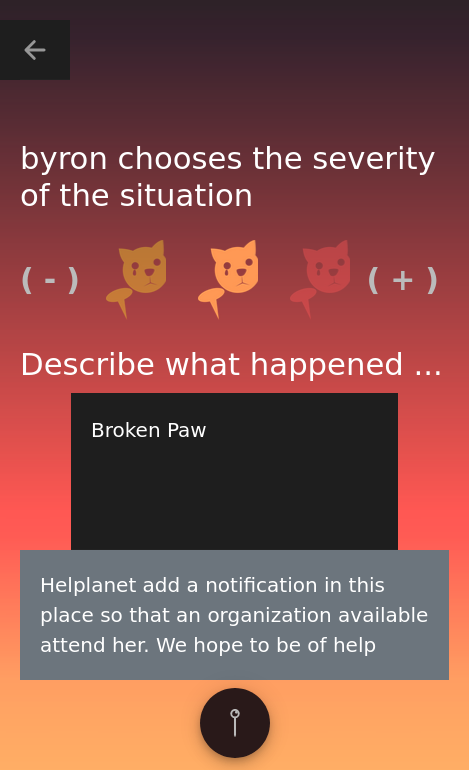 byron chooses the severity
of the situation
( - )
( + )
Describe what happened ...
Broken Paw
Helplanet add a notification in this
place so that an organization available
attend her. We hope to be of help